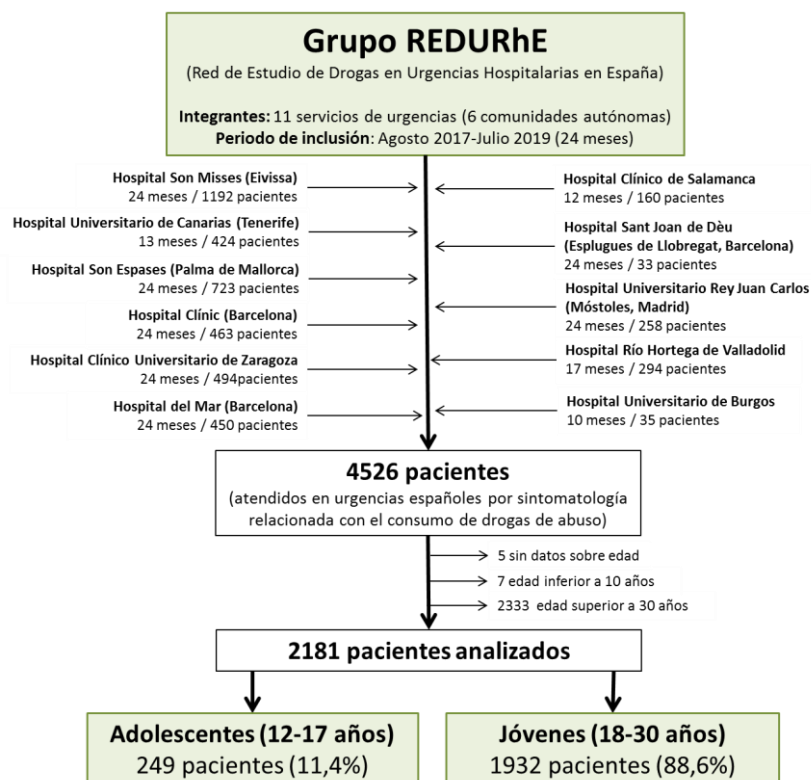 Grupo REDURhE
(Red de Estudio de Drogas en Urgencias Hospitalarias en España)
Integrantes: 11 servicios de urgencias (6 comunidades autónomas)
Periodo de inclusión: Agosto 2017-Julio 2019 (24 meses)
Hospital Son Misses (Eivissa)
24 meses / 1192 pacientes
Hospital Universitario de Canarias (Tenerife)
13 meses / 424 pacientes
Hospital Son Espases (Palma de Mallorca)
24 meses / 723 pacientes
Hospital Clínic (Barcelona)
24 meses / 463 pacientes
Hospital Clínico Universitario de Zaragoza
24 meses / 494pacientes
Hospital del Mar (Barcelona)
24 meses / 450 pacientes
Hospital Clínico de Salamanca
12 meses / 160 pacientes
Hospital Sant Joan de Dèu
(Esplugues de Llobregat, Barcelona)
24 meses / 33 pacientes
Hospital Universitario Rey Juan Carlos
(Móstoles, Madrid)
24 meses / 258 pacientes
Hospital Río Hortega de Valladolid
17 meses / 294 pacientes
Hospital Universitario de Burgos
10 meses / 35 pacientes
4526 pacientes
(atendidos en urgencias españoles por sintomatología
relacionada con el consumo de drogas de abuso)
5 sin datos sobre edad
7 edad inferior a 10 años
2333 edad superior a 30 años
2181 pacientes analizados
Adolescentes (12-17 años)
249 pacientes (11,4%)
Jóvenes (18-30 años)
1932 pacientes (88,6%)